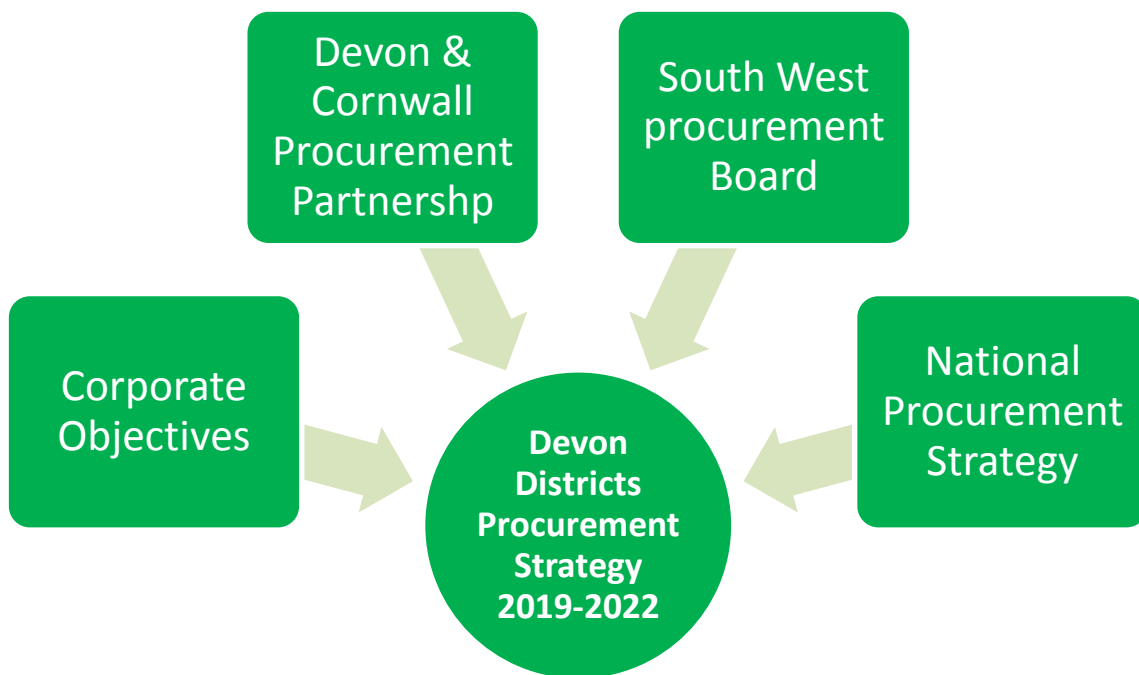 Devon &
Cornwall
Procurement
Partnershp
South West
procurement
Board
Corporate
Objectives
National
Procurement
Strategy
Devon
Districts
Procurement
Strategy
2019-2022